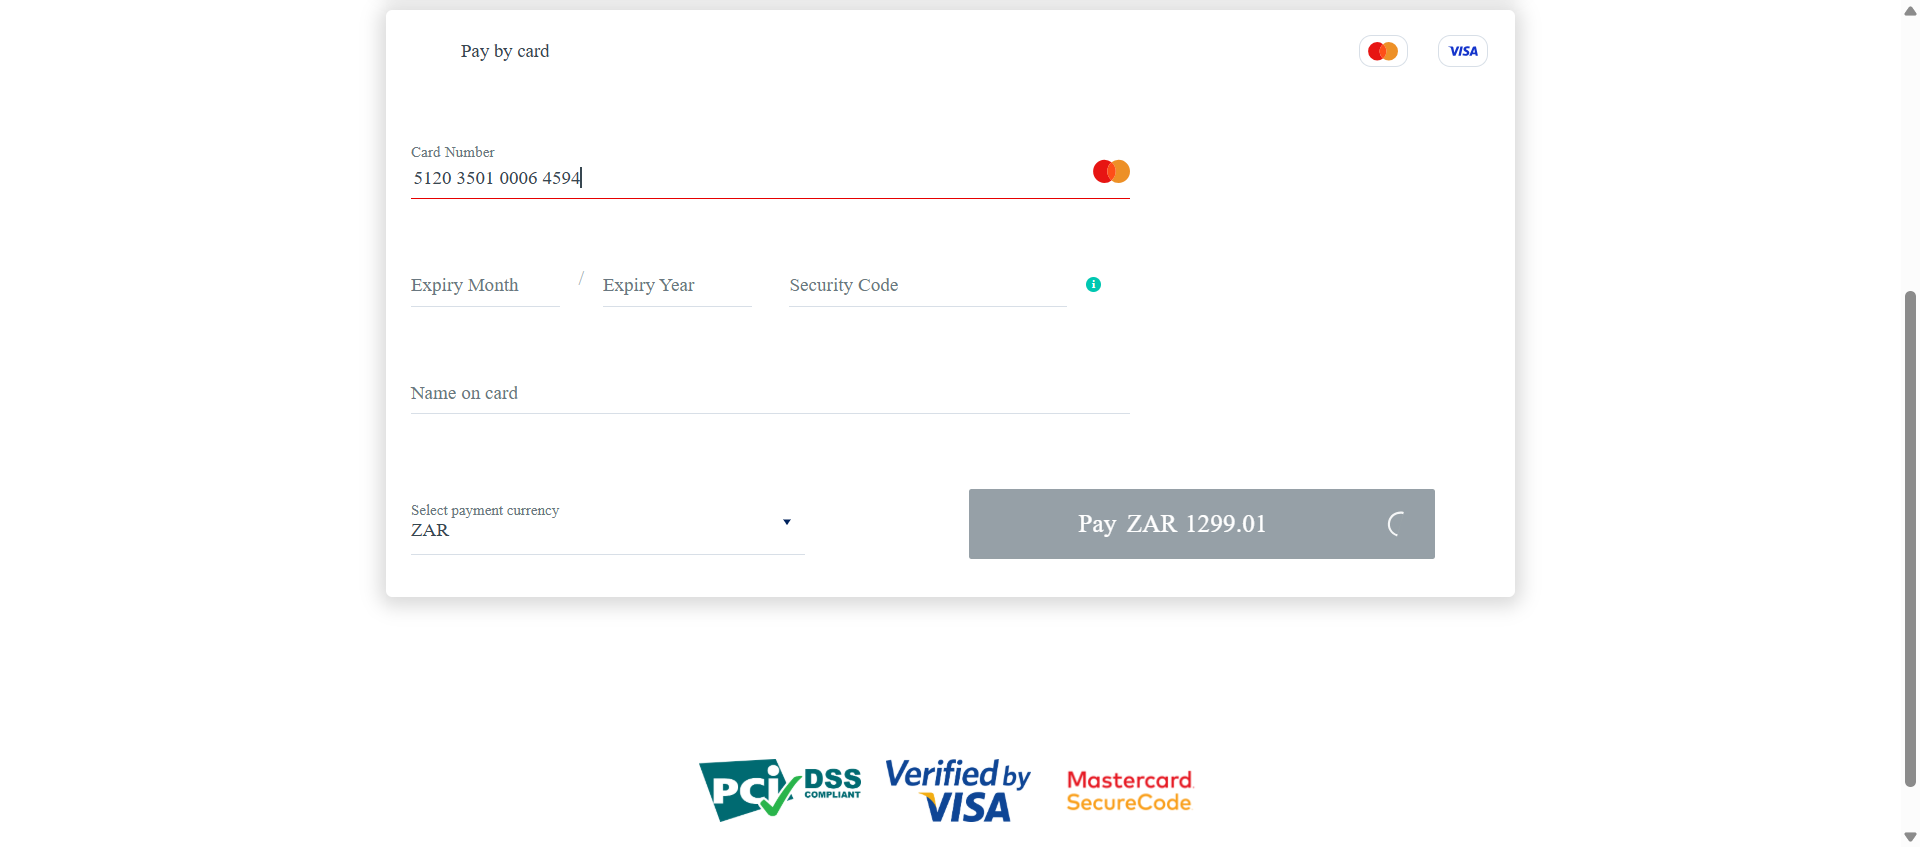 Pay by card
VISA
Card Number
5120 3501 0006 4594
Expiry Month / Expiry Year Security Code
Name on card
Select payment currency
ZAR
Pay ZAR 1299.01
PCi DSS COMPLIANT
Verified by VISA
Mastercard SecureCode